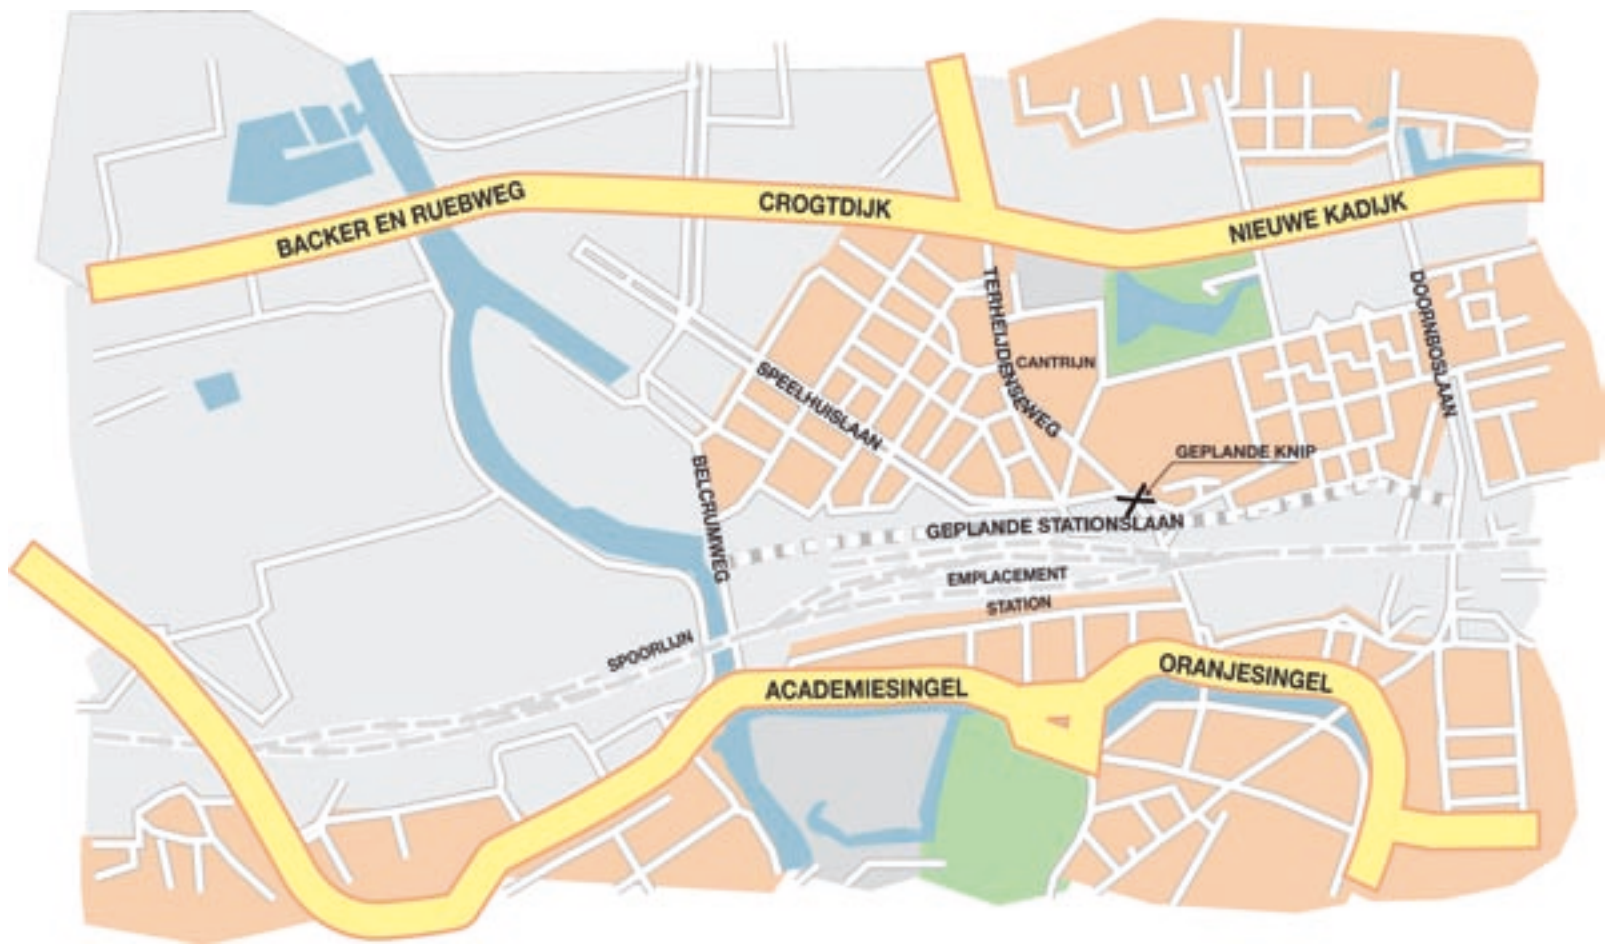 BACKER EN RUEBWEG
CROGTDIJK
NIEUWE KADIJK
TERHEIJDENSEWEG
DOORNBOSLAAN
CANTRIJN
SPEELHUISLAAN
GEPLANDE KNIP
BELCRUMWEG
GEPLANDE STATIONSLAAN
EMPLACEMENT
STATION
SPOORLIJN
ACADEMIESINGEL
ORANJESINGEL